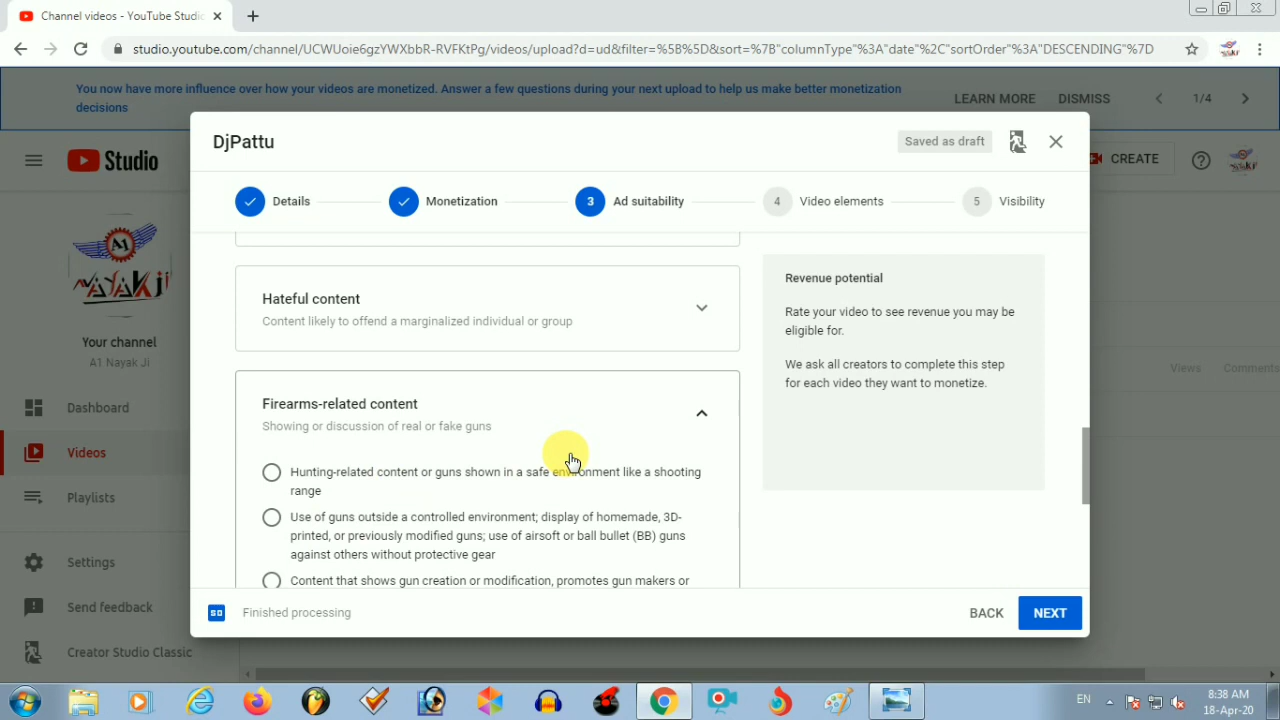 Channel videos - YouTube Studio
studio.youtube.com/channel/UCWUoie6gzYWXbbR-RVFKtPg/videos/upload?d=ud&filter=%5B%5D&sort=%7B"columnType"%3A"date"%2C"sortOrder"%3A"DESCENDING"%7D
You now have more influence over how your videos are monetized. Answer a few questions during your next upload to help us make better monetization
decisions
LEARN MORE
DISMISS
1/4
Studio
CREATE
DjPattu
Saved as draft
Details
Monetization
3
Ad suitability
4
Video elements
5
Visibility
A1
Your channel
A1 Nayak Ji
Dashboard
Videos
Playlists
Settings
Send feedback
Creator Studio Classic
Hateful content
Content likely to offend a marginalized individual or group
Firearms-related content
Showing or discussion of real or fake guns
Hunting-related content or guns shown in a safe environment like a shooting
range
Use of guns outside a controlled environment; display of homemade, 3D-
printed, or previously modified guns; use of airsoft or ball bullet (BB) guns
against others without protective gear
Content that shows gun creation or modification, promotes gun makers or
Revenue potential
Rate your video to see revenue you may be
eligible for.
We ask all creators to complete this step
for each video they want to monetize.
Views
Comments
SD
Finished processing
BACK
NEXT
EN
8:38 AM
18-Apr-20